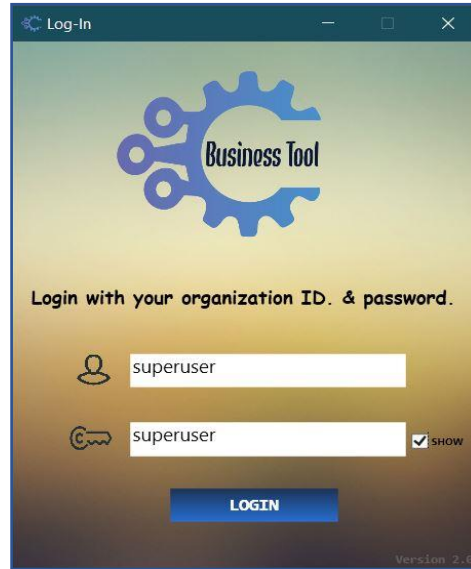 Log-In
Business Tool
Login with your organization ID. & password.
superuser
superuser
SHOW
LOGIN
Version 2.0